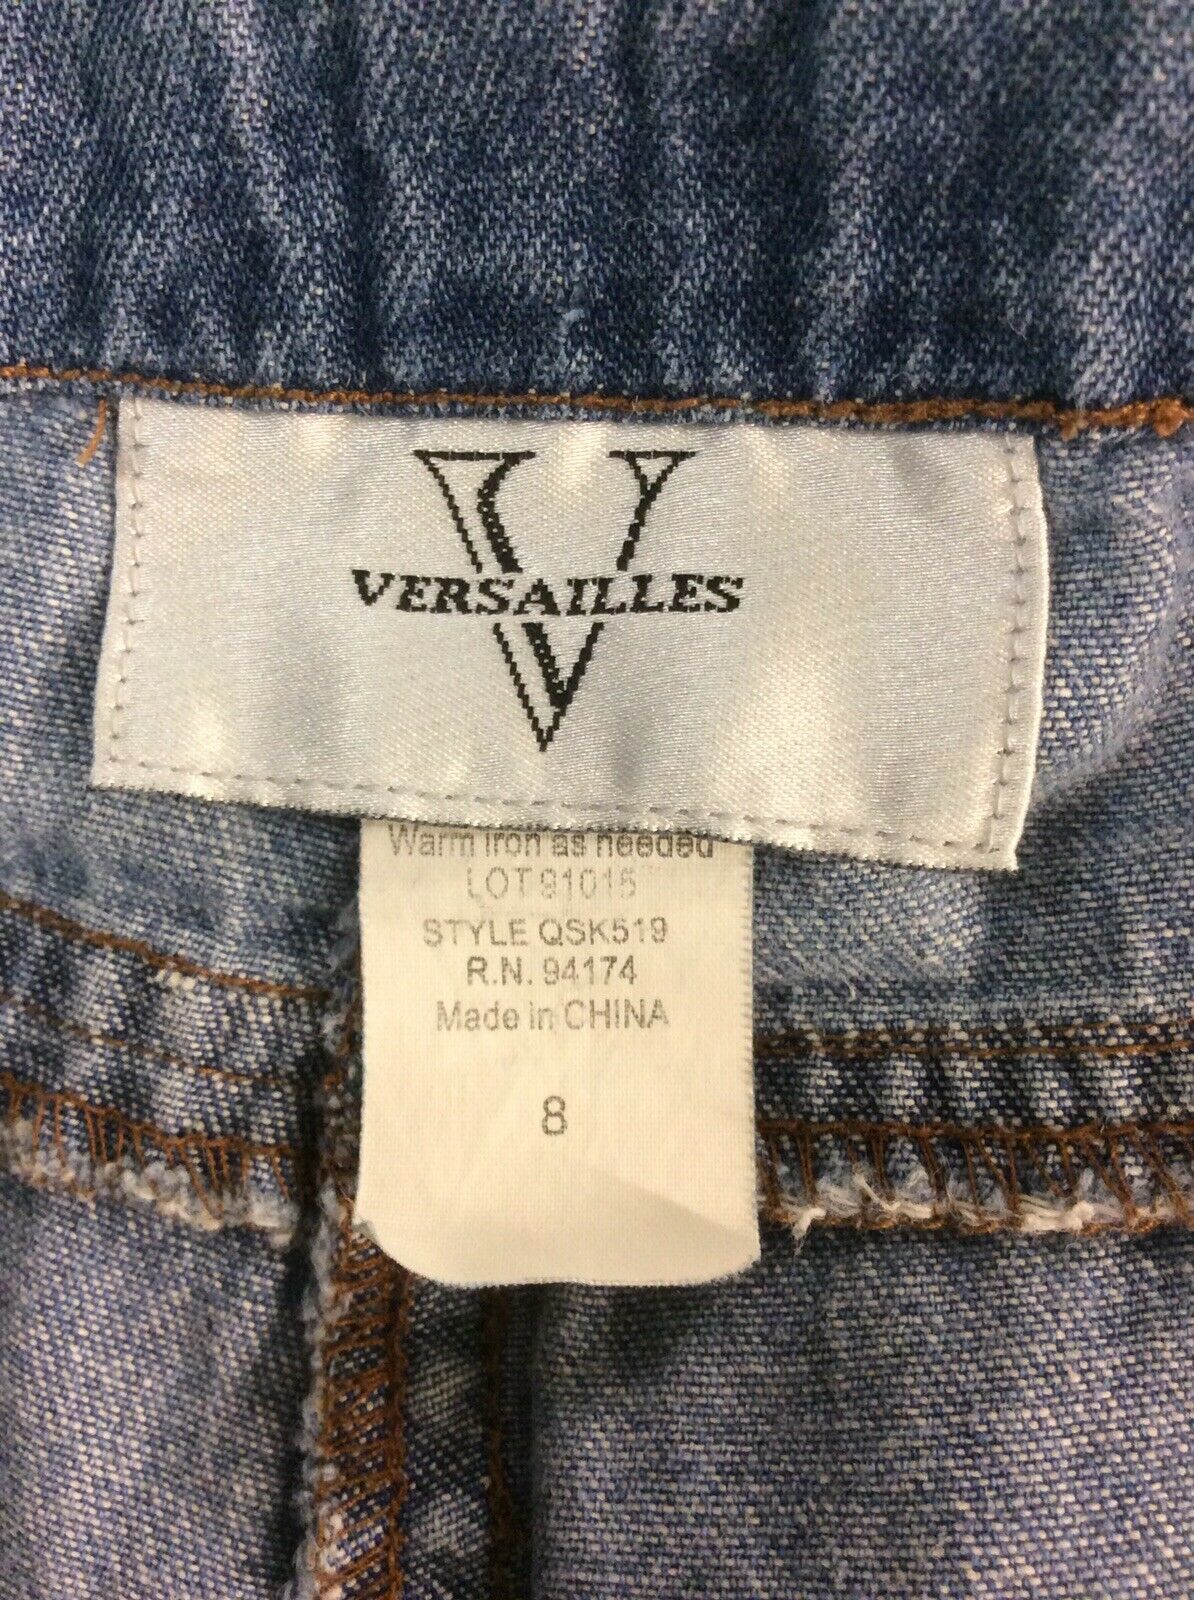 V
VERSAILLES
Warm iron as needed
LOT 91015
STYLE QSK519
R.N. 94174
Made in CHINA
8